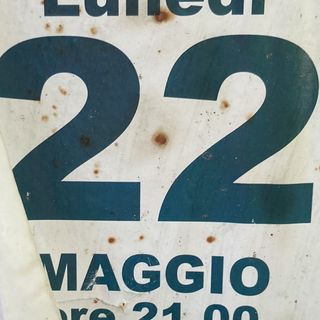 Lunedì
22
MAGGIO
ore 21.00